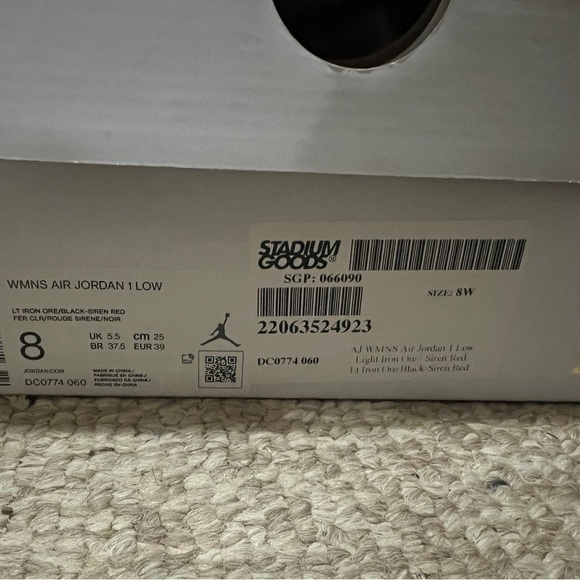 WMNS AIR JORDAN 1 LOW
LT IRON ORE/BLACK-SIREN RED
FER CLR/ROUGE SIRENE/NOIR
8
UK 5.5 cm 25
BR 37.5 EUR 39
JORDAN.COM
DC0774 060
MADE IN CHINA/
FABRIQUE EN CHINE/
FABRICADO NA CHINA/
HECHO EN CHINA
STADIUM
GOODS
SGP: 066090
SIZE: 8W
22063524923
DC0774 060
AJ WMNS Air Jordan 1 Low
Light Iron Ore - Siren Red
Lt Iron Ore/Black-Siren Red